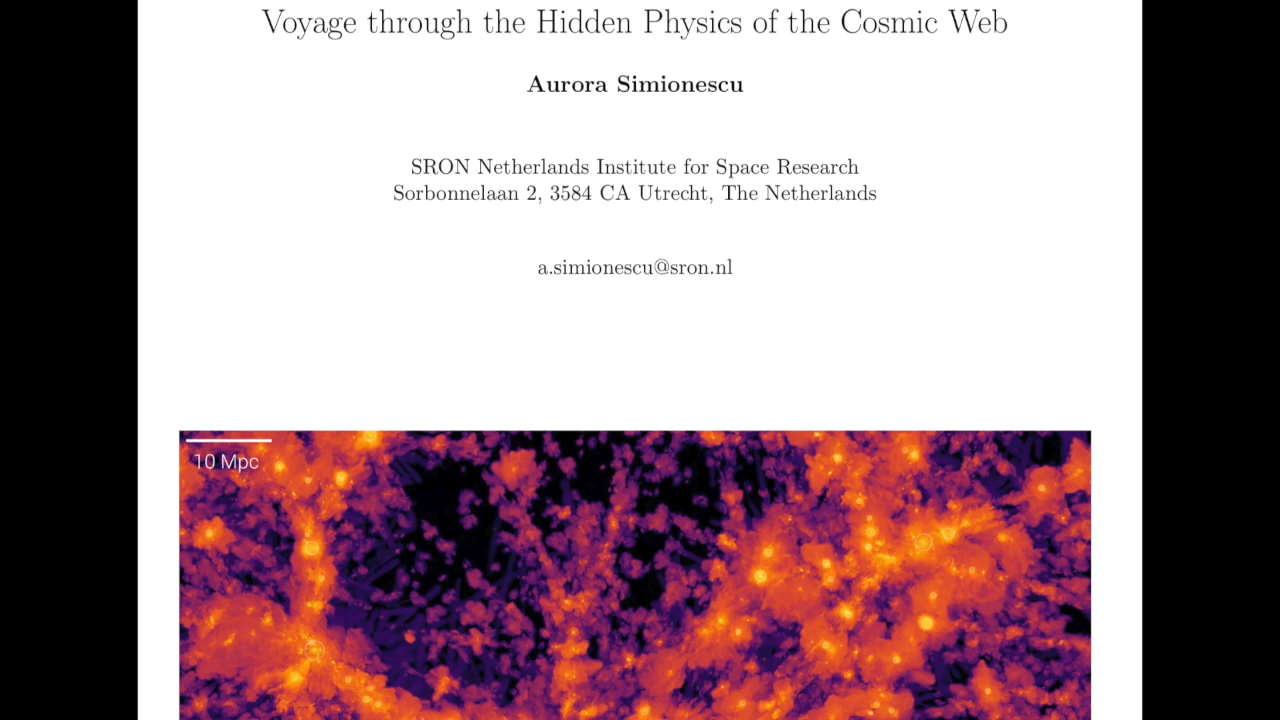 Voyage through the Hidden Physics of the Cosmic Web
Aurora Simionescu
SRON Netherlands Institute for Space Research
Sorbonnelaan 2, 3584 CA Utrecht, The Netherlands
a.simionescu@sron.nl
10 Mpc